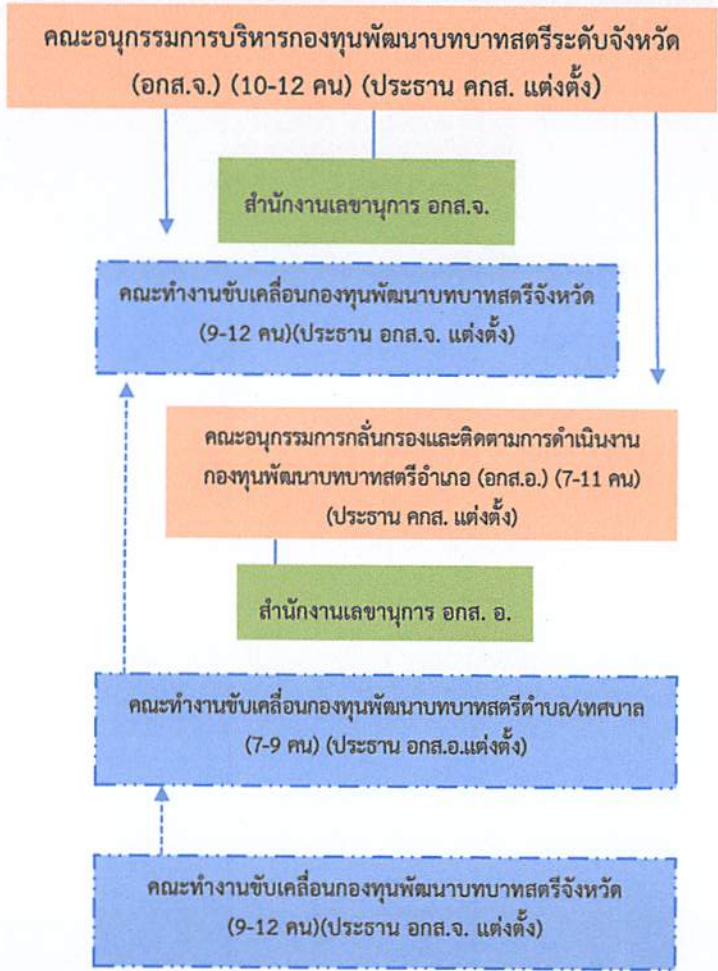 คณะอนุกรรมการบริหารกองทุนพัฒนาบทบาทสตรีระดับจังหวัด
(อกส.จ.) (10-12 คน) (ประธาน คกส. แต่งตั้ง)
สำนักงานเลขานุการ อกส.จ.
คณะทำงานขับเคลื่อนกองทุนพัฒนาบทบาทสตรีจังหวัด
(9-12 คน)(ประธาน อกส.จ. แต่งตั้ง)
คณะอนุกรรมการกลั่นกรองและติดตามการดำเนินงาน
กองทุนพัฒนาบทบาทสตรีอำเภอ (อกส.อ.) (7-11 คน)
(ประธาน คกส. แต่งตั้ง)
สำนักงานเลขานุการ อกส. อ.
คณะทำงานขับเคลื่อนกองทุนพัฒนาบทบาทสตรีตำบล/เทศบาล
(7-9 คน) (ประธาน อกส.อ.แต่งตั้ง)
คณะทำงานขับเคลื่อนกองทุนพัฒนาบทบาทสตรีจังหวัด
(9-12 คน)(ประธาน อกส.จ. แต่งตั้ง)